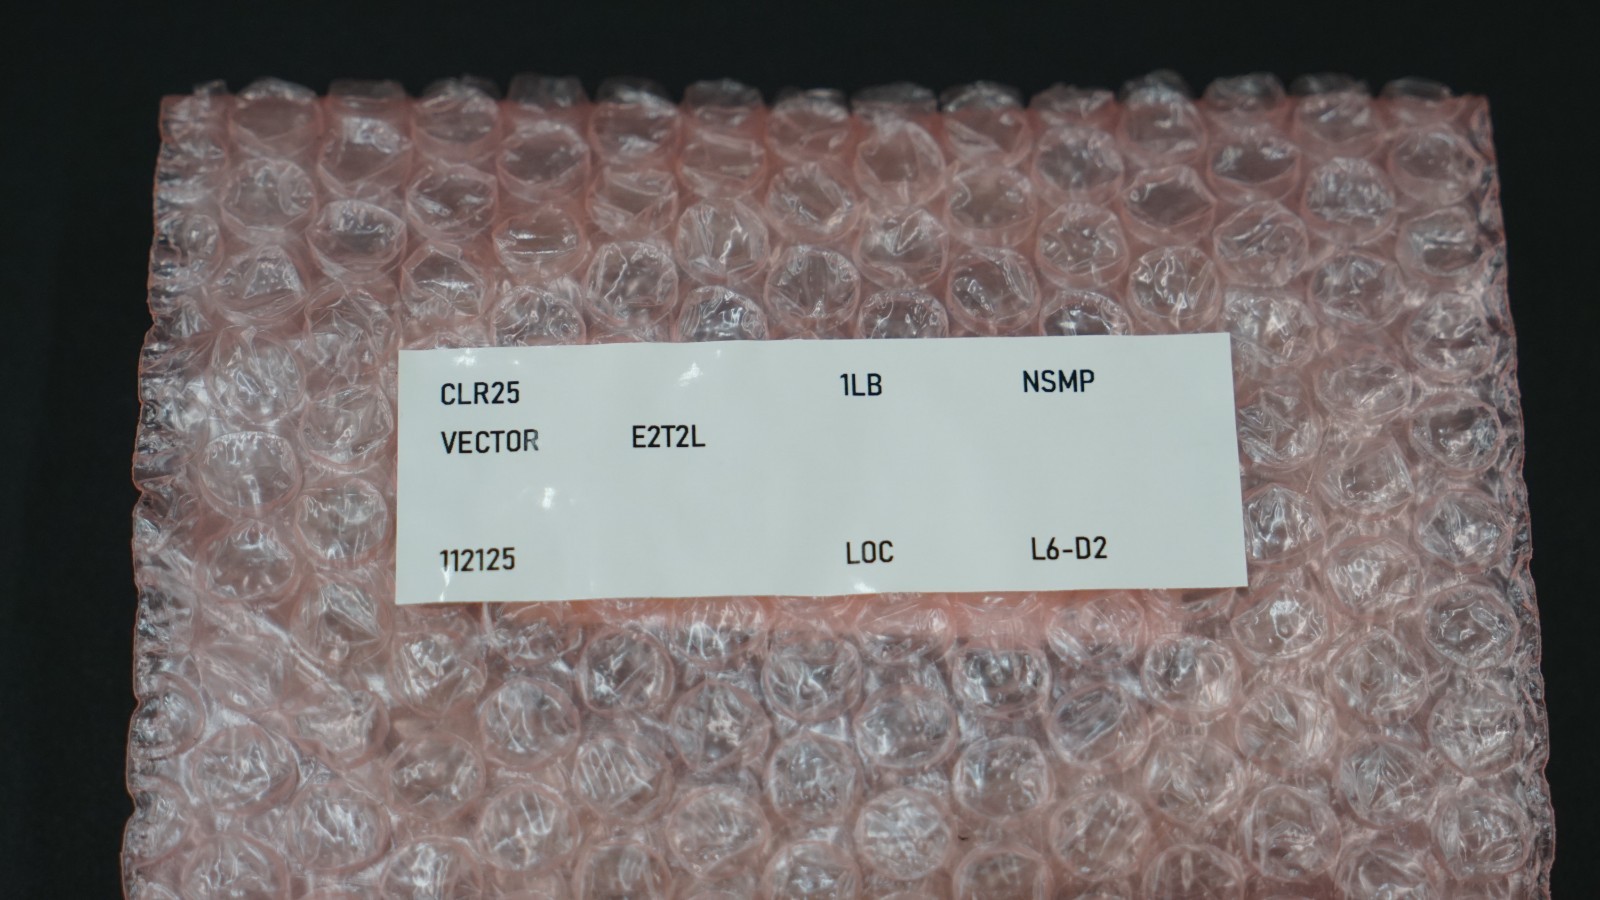 CLR25 1LB NSMP
VECTOR E2T2L
112125 LOC L6-D2